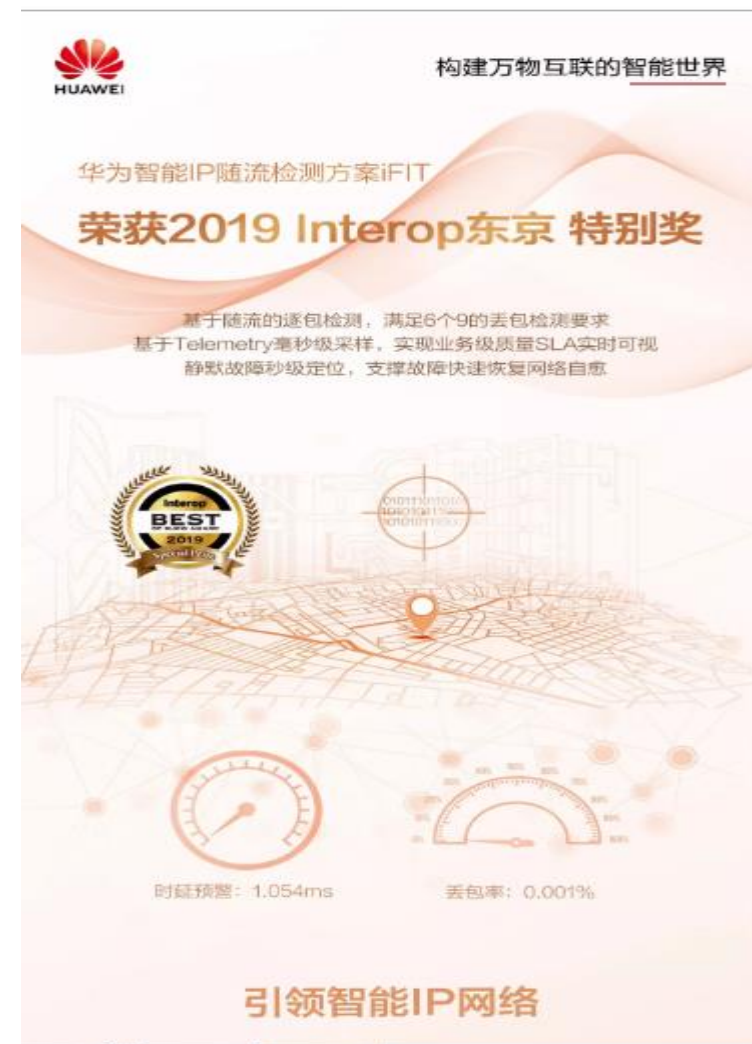 HUAWEI
构建万物互联的智能世界
华为智能IP随流检测方案iFIT
荣获2019 Interop东京 特别奖
基于随流的逐包检测，满足6个9的丢包检测要求
基于Telemetry毫秒级采样，实现业务级质量SLA实时可视
静默故障秒级定位，支撑故障快速恢复网络自愈
Interop
BEST
2019
Special Prize
时延预警：1.054ms
丢包率：0.001%
引领智能IP网络